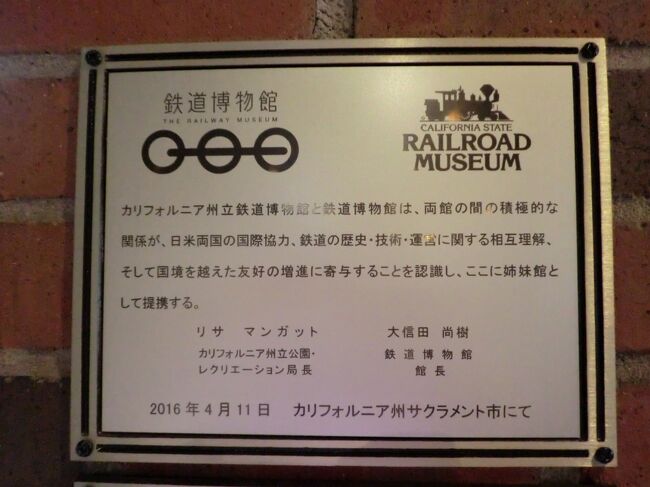 鉄道博物館
THE RAILWAY MUSEUM
CALIFORNIA STATE
RAILROAD
MUSEUM
カリフォルニア州立鉄道博物館と鉄道博物館は、両館の間の積極的な
関係が、日米両国の国際協力、鉄道の歴史・技術・運営に関する相互理解、
そして国境を越えた友好の増進に寄与することを認識し、ここに姉妹館と
して提携する。
リサ マンガット
カリフォルニア州立公園・
レクリエーション局長
大信田 尚樹
鉄道博物館
館長
2016年4月11日 カリフォルニア州サクラメント市にて